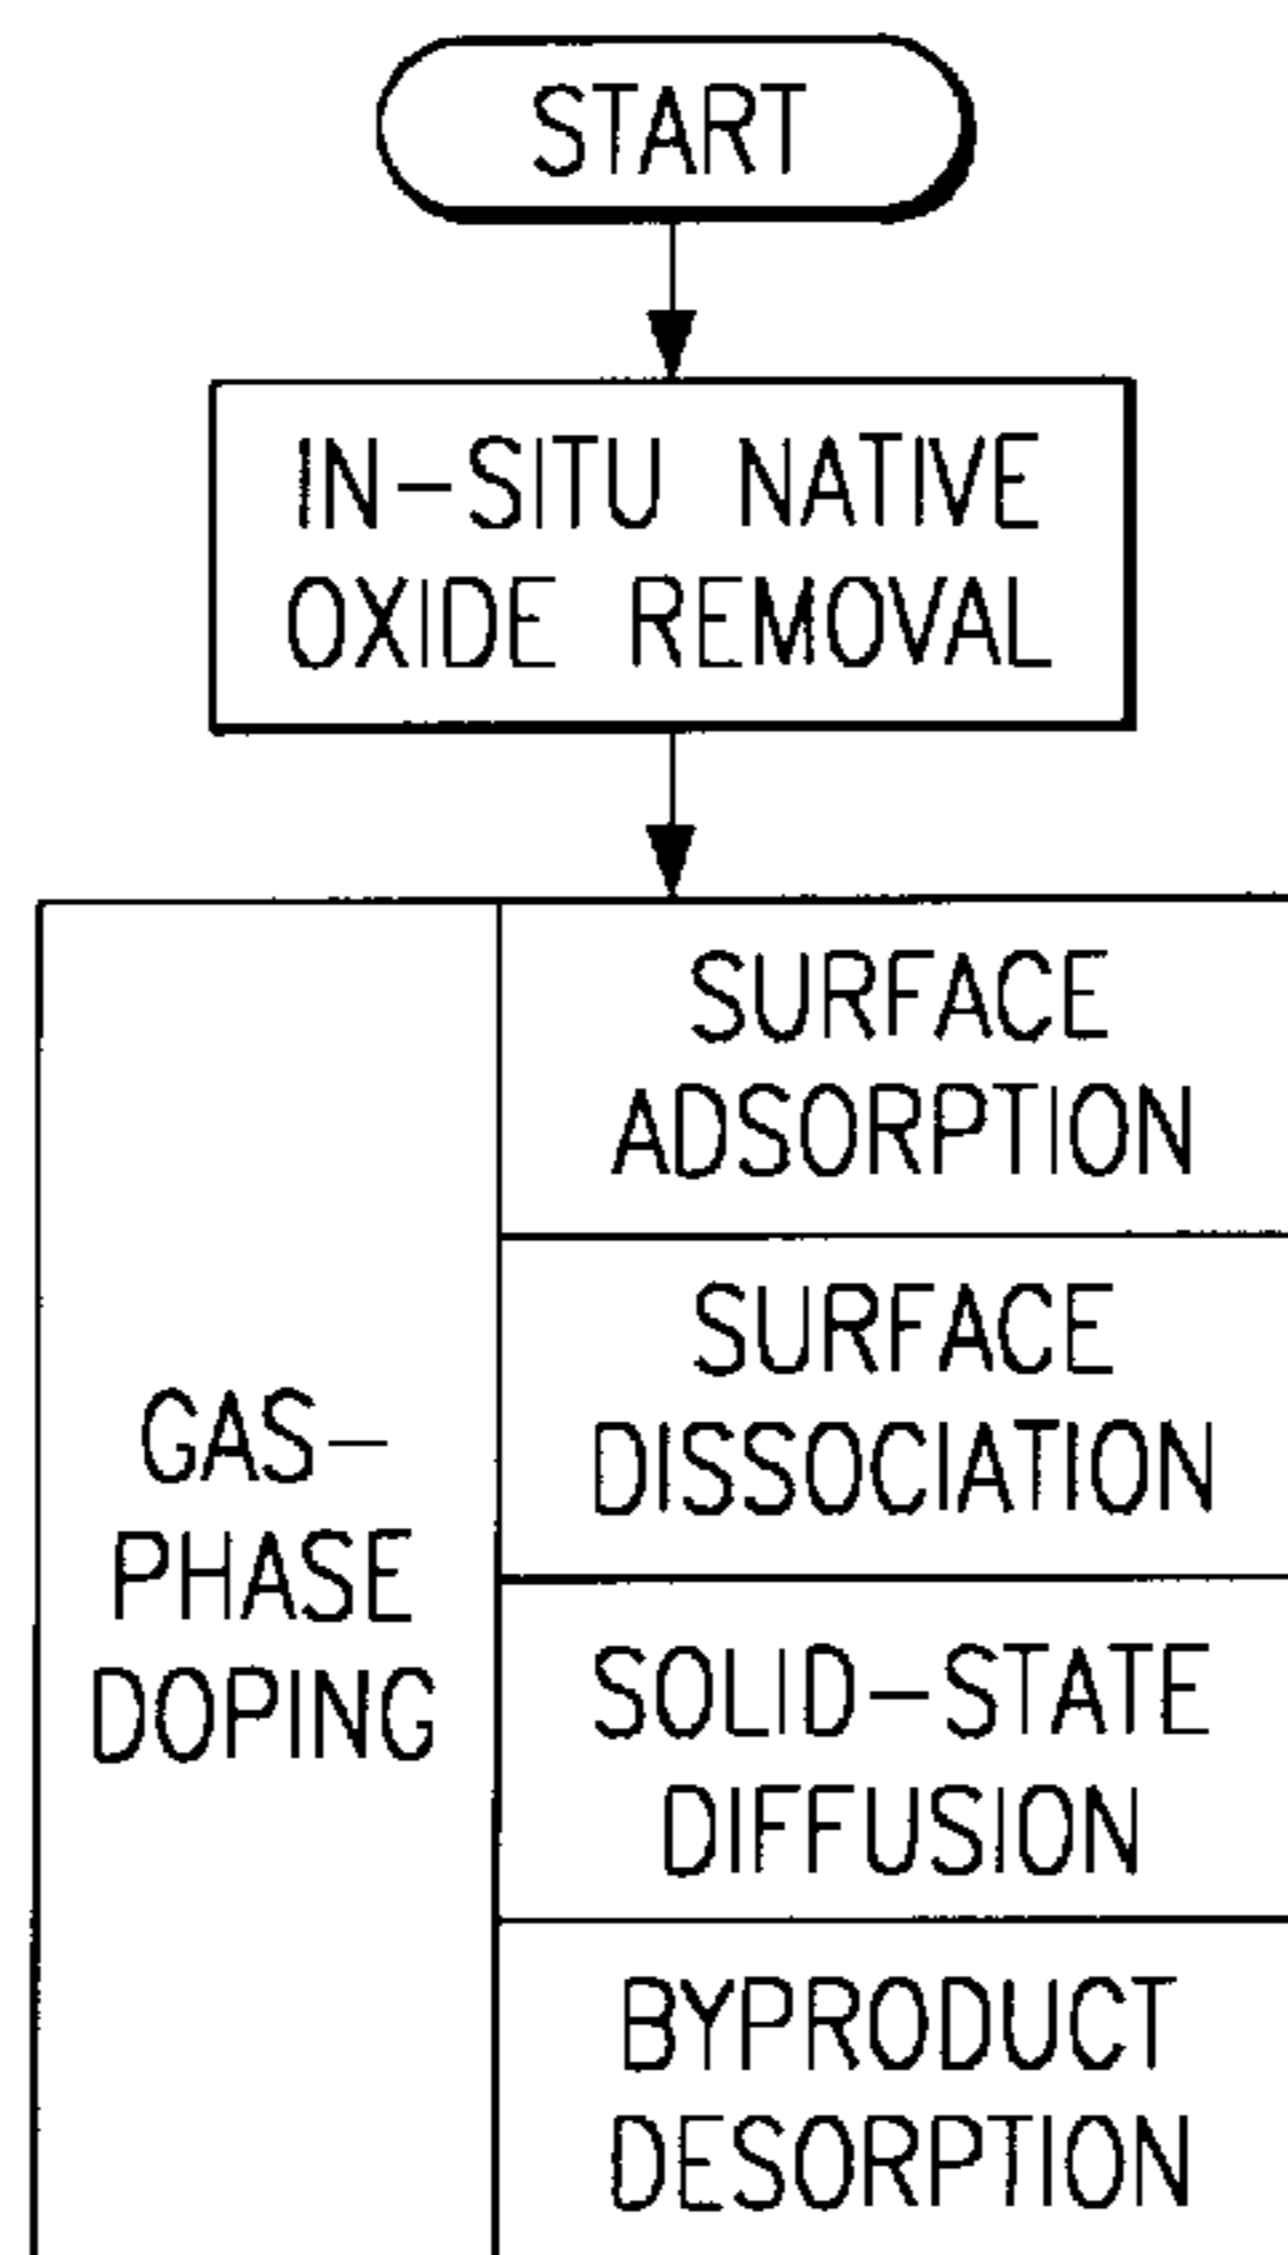 START
IN-SITU NATIVE
OXIDE REMOVAL
GAS-
PHASE
DOPING
SURFACE
ADSORPTION
SURFACE
DISSOCIATION
SOLID-STATE
DIFFUSION
BYPRODUCT
DESORPTION